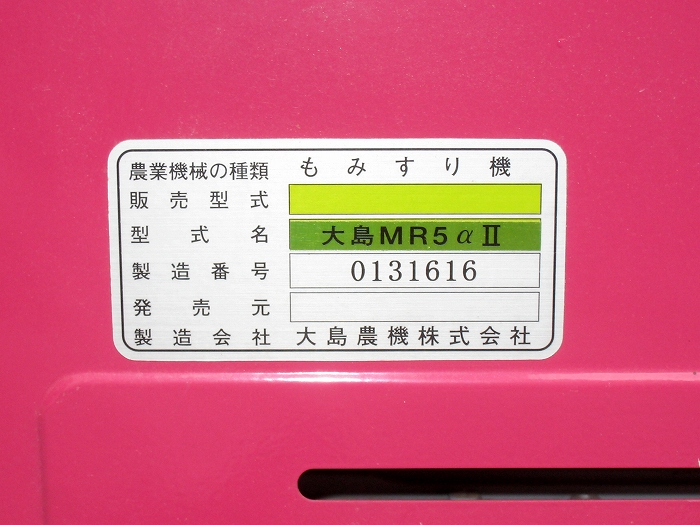 農業機械の種類 もみすり機
販売型式
型式名 大島MR5αⅡ
製造番号 0131616
発売元
製造会社 大島農機株式会社